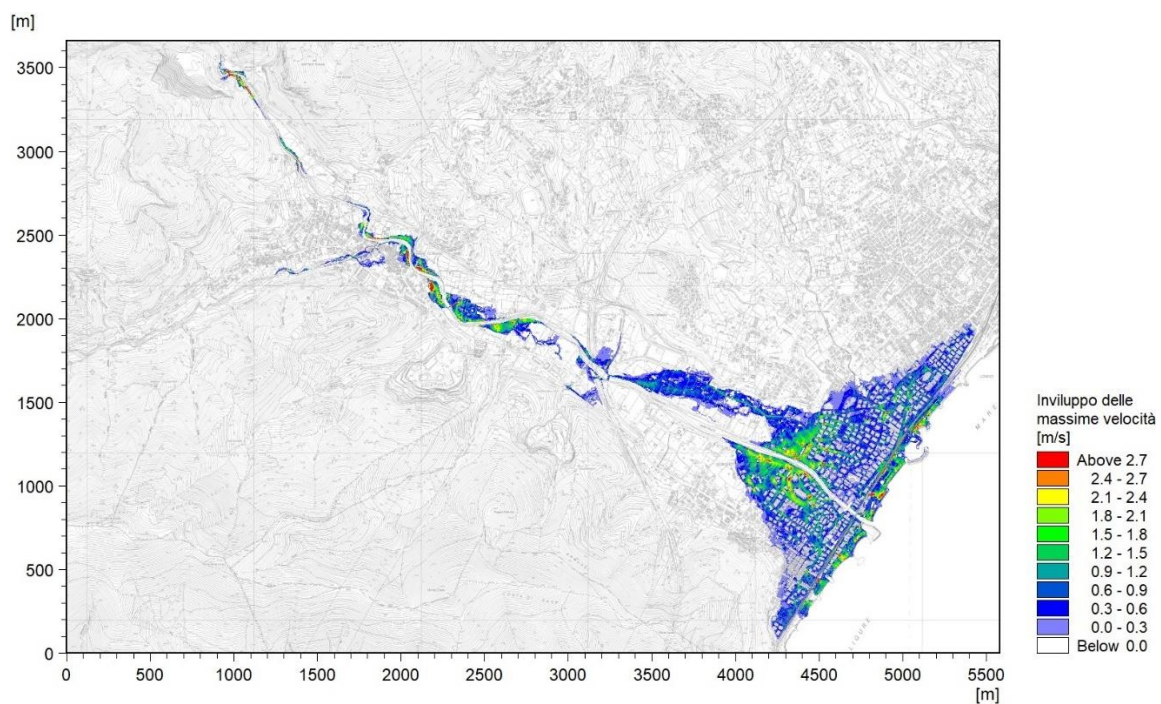 [m]
3500
3000
2500
2000
1500
1000
500
0
0 500 1000 1500 2000 2500 3000 3500 4000 4500 5000 5500
[m]
MARE
LIGURE
Inviluppo delle
massime velocità
[m/s]
Above 2.7
2.4 - 2.7
2.1 - 2.4
1.8 - 2.1
1.5 - 1.8
1.2 - 1.5
0.9 - 1.2
0.6 - 0.9
0.3 - 0.6
0.0 - 0.3
Below 0.0